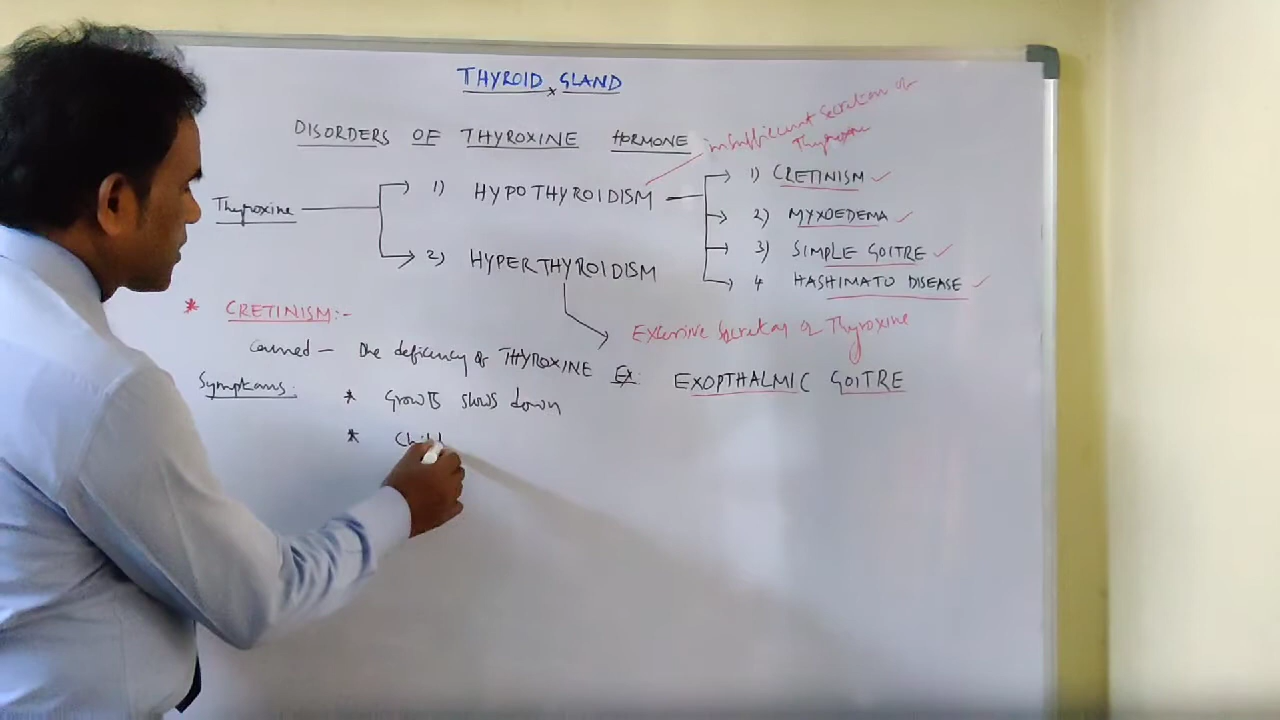 THYROID GLAND
DISORDERS OF THYROXINE HORMONE
insufficient secretion of
Thyroxine
Thyroxine
1) HYPOTHYROIDISM
1) CRETINISM
2) MYXOEDEMA
3) SIMPLE GOITRE
4 HASHIMATO DISEASE
2) HYPERTHYROIDISM
Excessive Secretion of Thyroxine
Ex: EXOPTHALMIC GOITRE
* CRETINISM:-
Caused – The deficiency of THYROXINE
Symptoms:
* Growth slows down
* Child